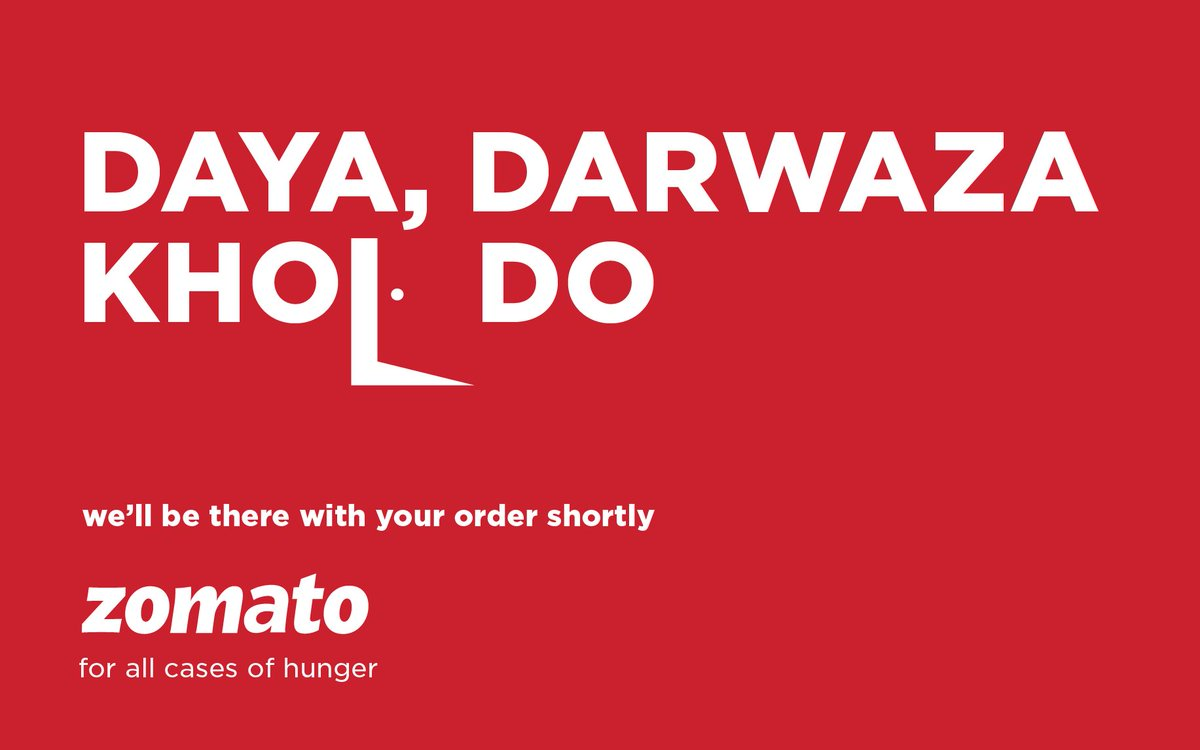 DAYA, DARWAZA
KHOL DO
we’ll be there with your order shortly
zomato
for all cases of hunger